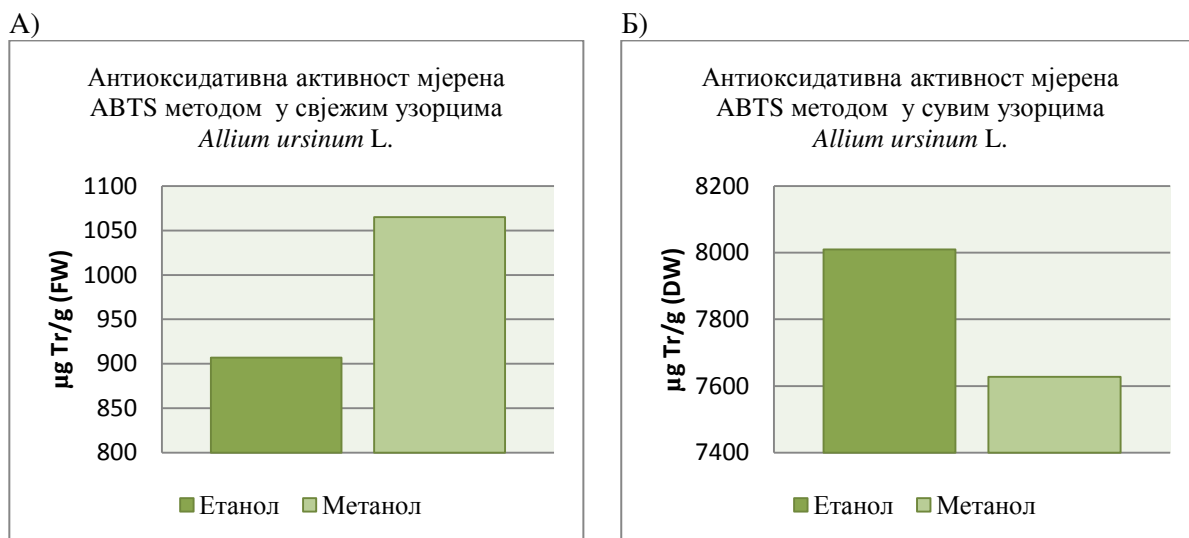 А)
Антиоксидативна активност мјерена
ABTS методом у свјежим узорцима
Allium ursinum L.
µg Tr/g (FW)
1100
1050
1000
950
900
850
800
Етанол Метанол
Б)
Антиоксидативна активност мјерена
ABTS методом у сувим узорцима
Allium ursinum L.
µg Tr/g (DW)
8200
8000
7800
7600
7400
Етанол Метанол